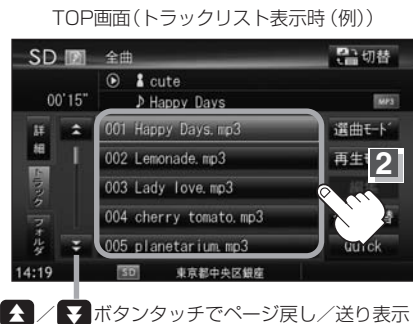 TOP画面(トラックリスト表示時(例))
SD 全曲 切替
cute
00'15" Happy Days MP3
詳細
トラック
フォルダ
001 Happy Days.mp3
002 Lemonade.mp3
003 Lady love.mp3
004 cherry tomato.mp3
005 planetarium.mp3
選曲モード
再生
2
替
Quick
14:19 SD 東京都中央区銀座
/ ボタンタッチでページ戻し/送り表示